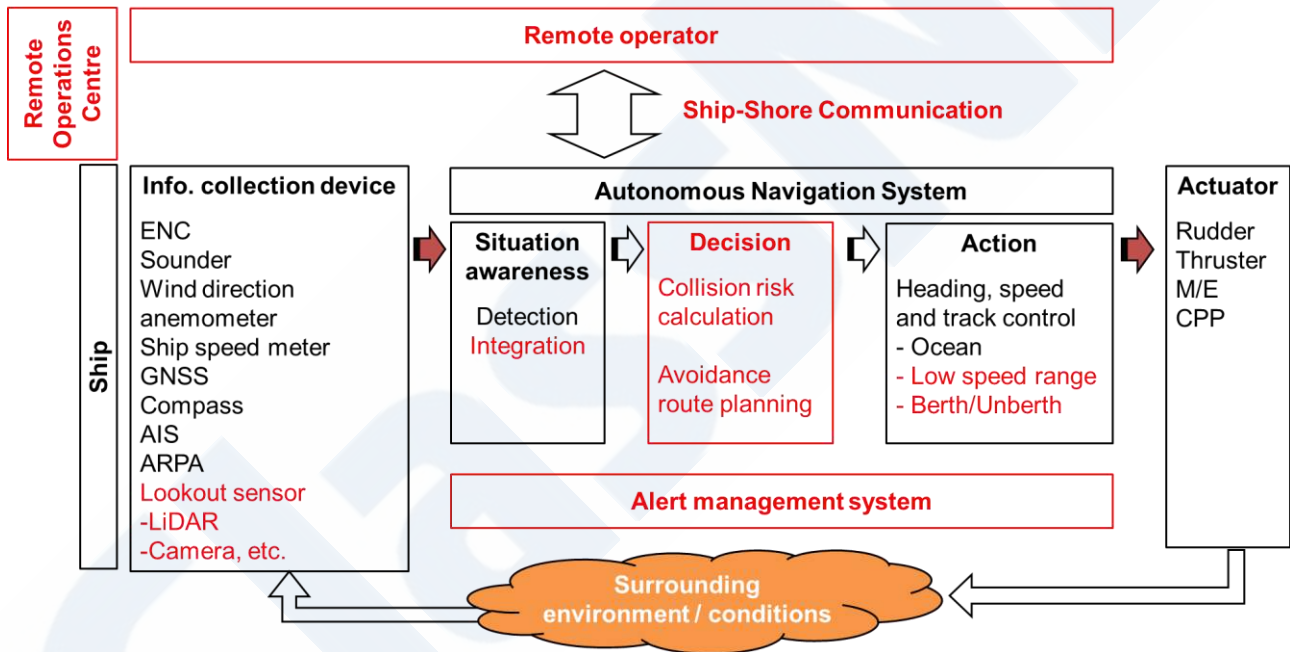 Remote
Operations
Centre
Remote operator
Ship-Shore Communication
Ship
Info. collection device
ENC
Sounder
Wind direction
anemometer
Ship speed meter
GNSS
Compass
AIS
ARPA
Lookout sensor
-LiDAR
-Camera, etc.
Autonomous Navigation System
Situation
awareness
Detection
Integration
Decision
Collision risk
calculation
Avoidance
route planning
Action
Heading, speed
and track control
- Ocean
- Low speed range
- Berth/Unberth
Alert management system
Actuator
Rudder
Thruster
M/E
CPP
Surrounding
environment / conditions